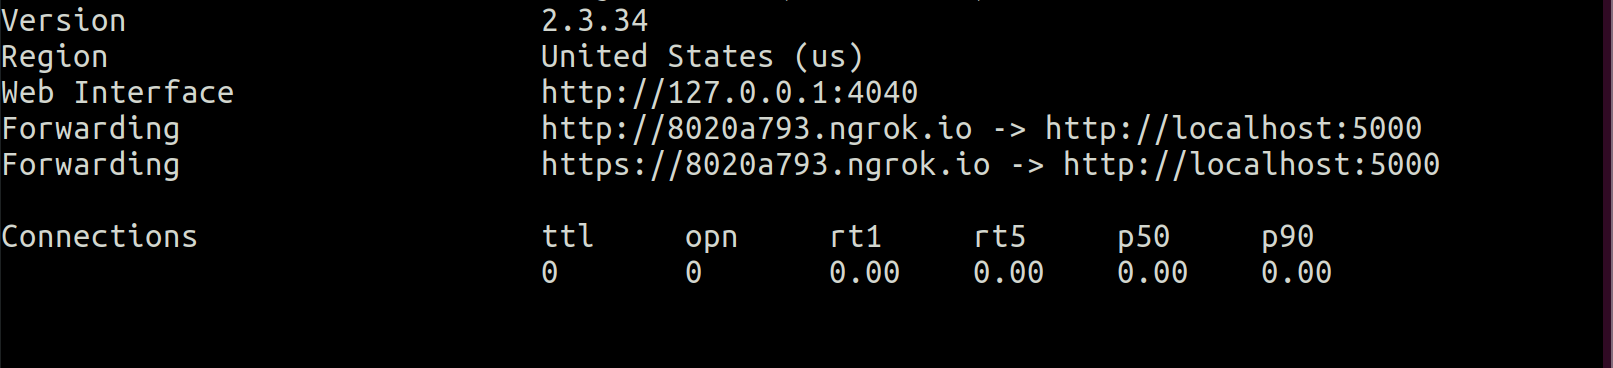 Version 2.3.34
Region United States (us)
Web Interface http://127.0.0.1:4040
Forwarding http://8020a793.ngrok.io -> http://localhost:5000
Forwarding https://8020a793.ngrok.io -> http://localhost:5000
Connections ttl opn rt1 rt5 p50 p90
0 0 0.00 0.00 0.00 0.00